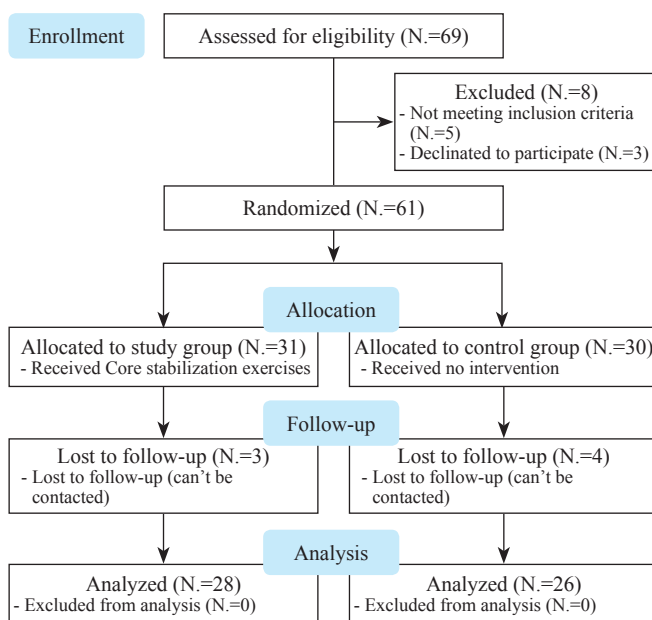 Enrollment
Assessed for eligibility (N.=69)
Excluded (N.=8)
- Not meeting inclusion criteria
(N.=5)
- Declinated to participate (N.=3)
Randomized (N.=61)
Allocation
Allocated to study group (N.=31)
- Received Core stabilization exercises
Allocated to control group (N.=30)
- Received no intervention
Follow-up
Lost to follow-up (N.=3)
- Lost to follow-up (can’t be
contacted)
Lost to follow-up (N.=4)
- Lost to follow-up (can’t be
contacted)
Analysis
Analyzed (N.=28)
- Excluded from analysis (N.=0)
Analyzed (N.=26)
- Excluded from analysis (N.=0)